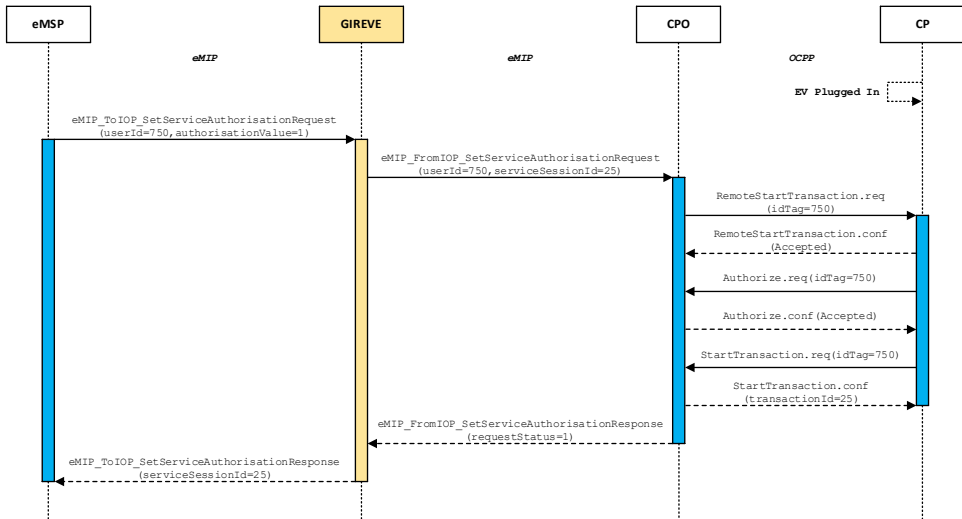 eMSP
GIREVE
CPO
CP
eMIP
eMIP
OCPP
EV Plugged In
eMIP_ToIOP_SetServiceAuthorisationRequest
(userId=750,authorisationValue=1)
eMIP_FromIOP_SetServiceAuthorisationRequest
(userId=750,serviceSessionId=25)
RemoteStartTransaction.req
(idTag=750)
RemoteStartTransaction.conf
(Accepted)
Authorize.req(idTag=750)
Authorize.conf(Accepted)
StartTransaction.req(idTag=750)
StartTransaction.conf
(transactionId=25)
eMIP_FromIOP_SetServiceAuthorisationResponse
(requestStatus=1)
eMIP_ToIOP_SetServiceAuthorisationResponse
(serviceSessionId=25)